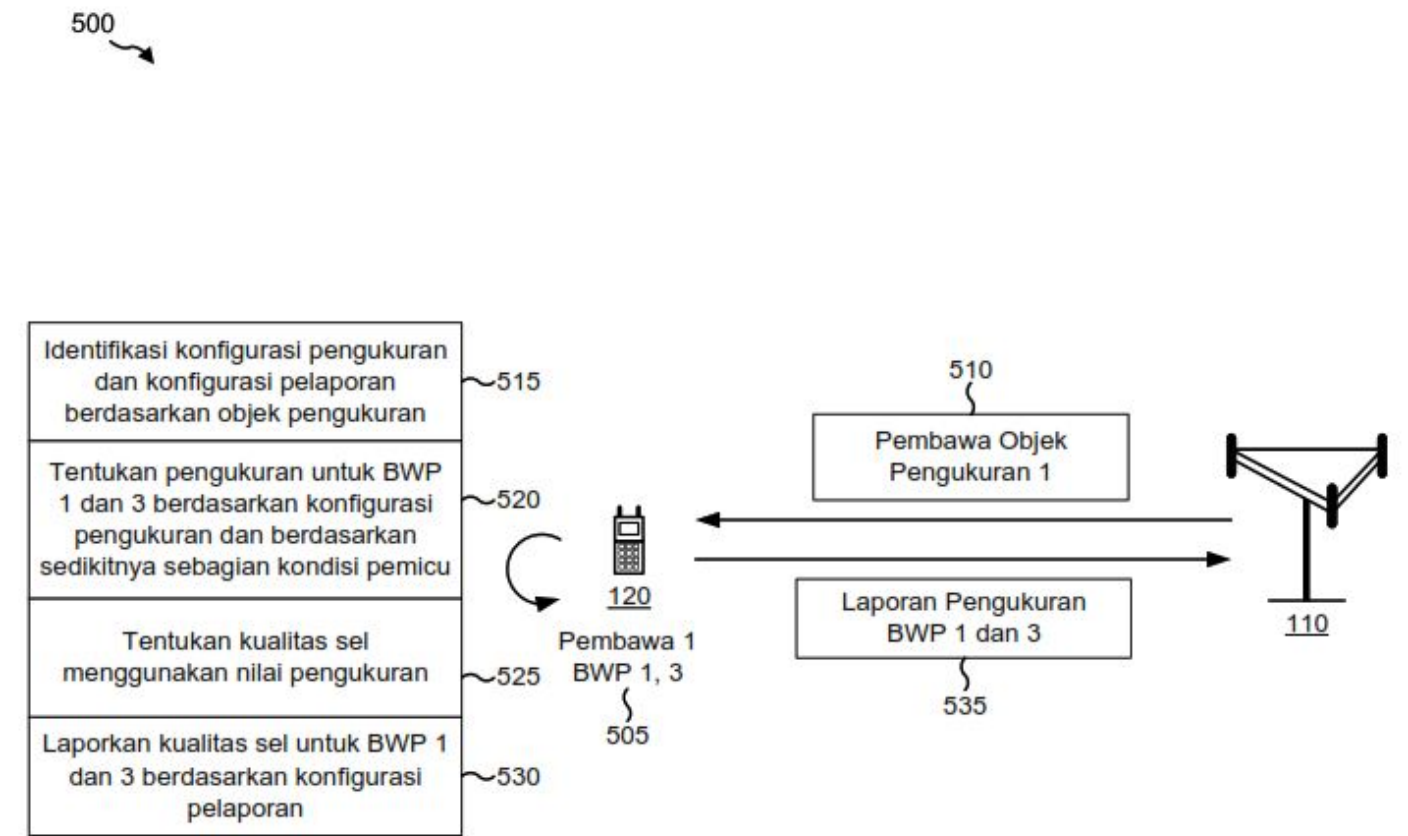 500
Identifikasi konfigurasi pengukuran
dan konfigurasi pelaporan
berdasarkan objek pengukuran
515
Tentukan pengukuran untuk BWP
1 dan 3 berdasarkan konfigurasi
pengukuran dan berdasarkan
sedikitnya sebagian kondisi pemicu
520
Tentukan kualitas sel
menggunakan nilai pengukuran
525
Laporkan kualitas sel untuk BWP 1
dan 3 berdasarkan konfigurasi
pelaporan
530
120
Pembawa 1
BWP 1, 3
505
510
Pembawa Objek
Pengukuran 1
Laporan Pengukuran
BWP 1 dan 3
535
110